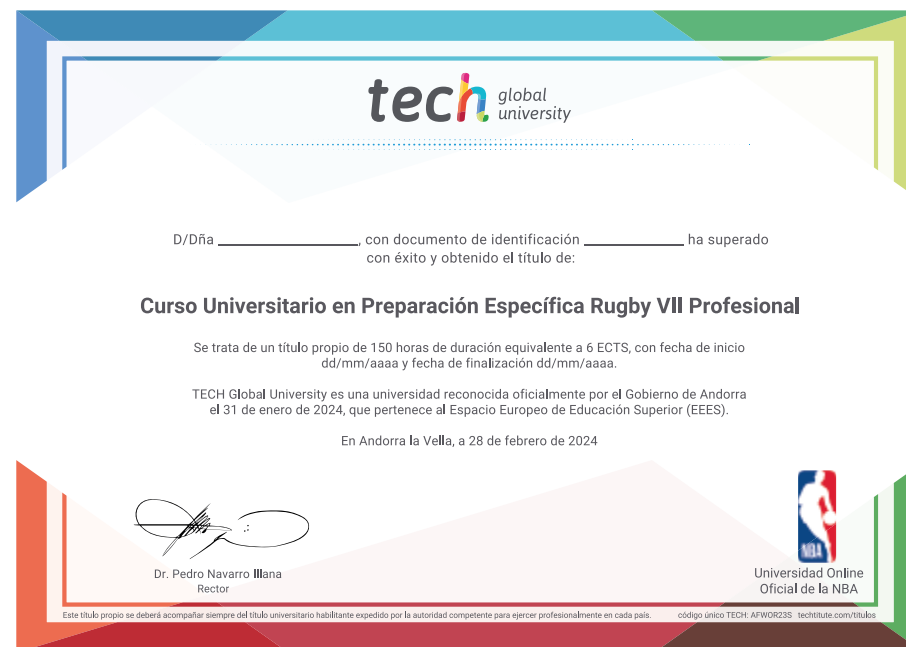 tech global
university
D/Dña ____________________, con documento de identificación ______________ ha superado
con éxito y obtenido el título de:
Curso Universitario en Preparación Específica Rugby VII Profesional
Se trata de un título propio de 150 horas de duración equivalente a 6 ECTS, con fecha de inicio
dd/mm/aaaa y fecha de finalización dd/mm/aaaa.
TECH Global University es una universidad reconocida oficialmente por el Gobierno de Andorra
el 31 de enero de 2024, que pertenece al Espacio Europeo de Educación Superior (EEES).
En Andorra la Vella, a 28 de febrero de 2024
Dr. Pedro Navarro Illana
Rector
NBA
Universidad Online
Oficial de la NBA
Este título propio se deberá acompañar siempre del título universitario habilitante expedido por la autoridad competente para ejercer profesionalmente en cada país.
código único TECH: AFWOR23S techtitute.com/titulos